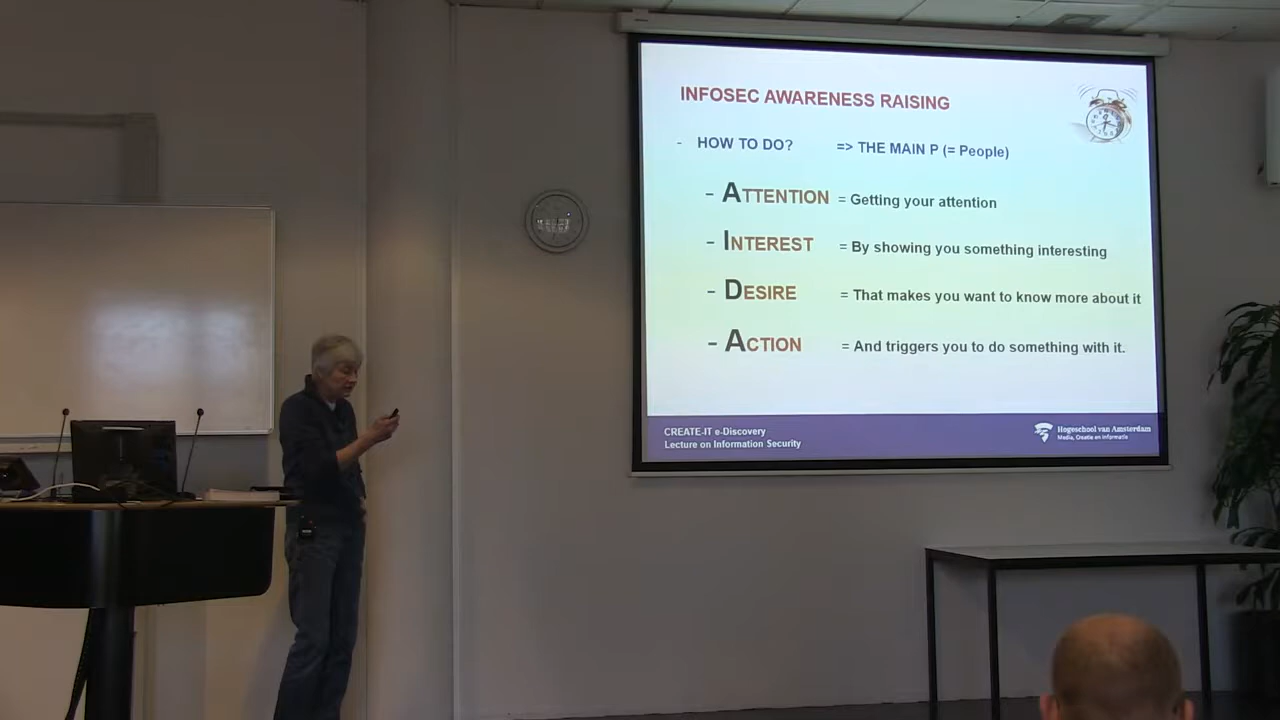 INFOSEC AWARENESS RAISING
- HOW TO DO? => THE MAIN P (= People)
- ATTENTION = Getting your attention
- INTEREST = By showing you something interesting
- DESIRE = That makes you want to know more about it
- ACTION = And triggers you to do something with it.
CREATE-IT e-Discovery
Lecture on Information Security
Hogeschool van Amsterdam
Media, Creatie en Informatie